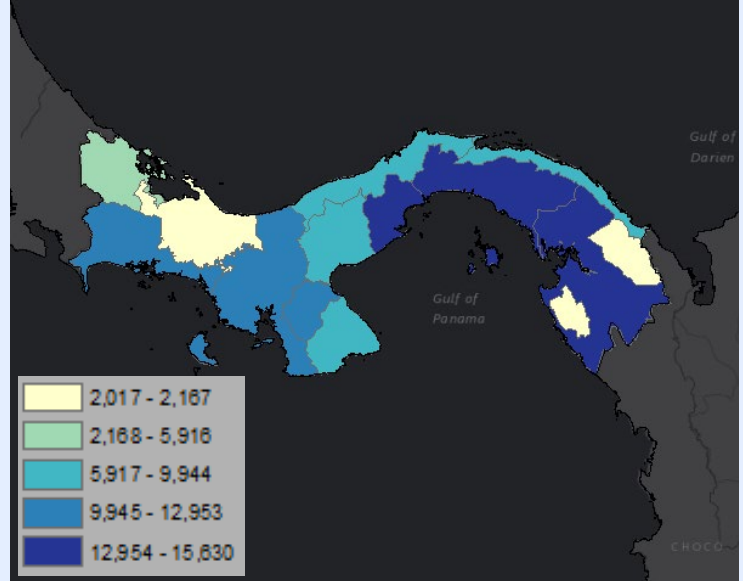 Gulf of
Darien
Gulf of
Panama
2,017 - 2,167
2,168 - 5,916
5,917 - 9,944
9,945 - 12,953
12,954 - 15,630
CHOCÓ